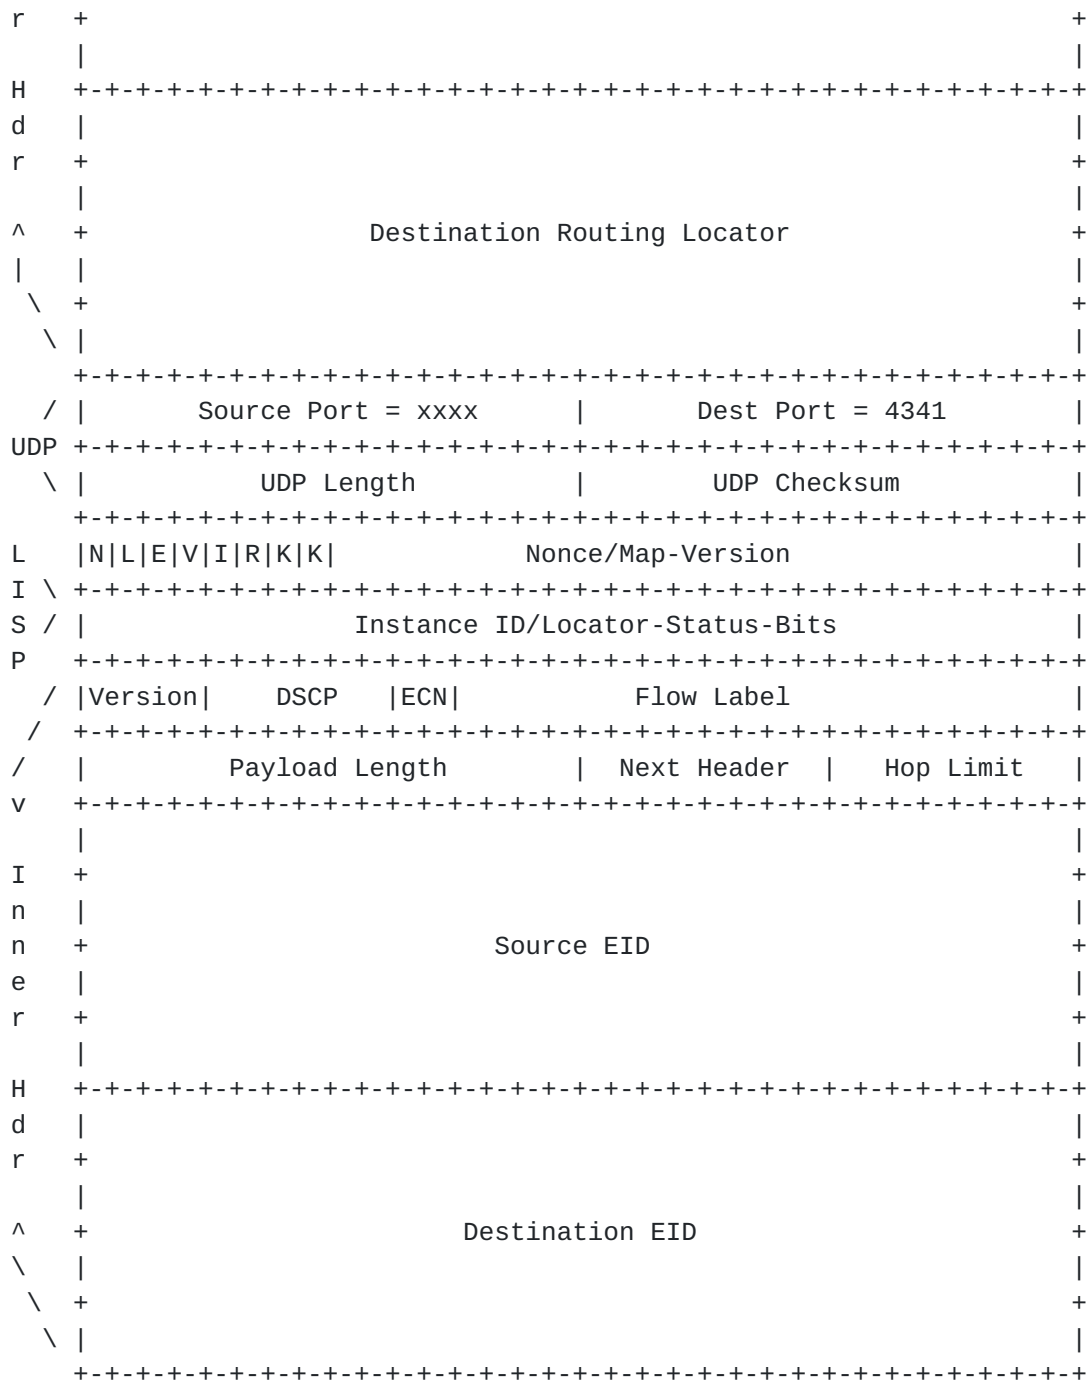 r   +                                                               +
    |                                                               |
H   +-+-+-+-+-+-+-+-+-+-+-+-+-+-+-+-+-+-+-+-+-+-+-+-+-+-+-+-+-+-+-+-+
d   |                                                               |
r   +                                                               +
    |                                                               |
^   +                  Destination Routing Locator                  +
|   |                                                               |
 \  +                                                               +
  \ |                                                               |
    +-+-+-+-+-+-+-+-+-+-+-+-+-+-+-+-+-+-+-+-+-+-+-+-+-+-+-+-+-+-+-+-+
  / |       Source Port = xxxx      |       Dest Port = 4341        |
UDP +-+-+-+-+-+-+-+-+-+-+-+-+-+-+-+-+-+-+-+-+-+-+-+-+-+-+-+-+-+-+-+-+
  \ |           UDP Length          |        UDP Checksum           |
    +-+-+-+-+-+-+-+-+-+-+-+-+-+-+-+-+-+-+-+-+-+-+-+-+-+-+-+-+-+-+-+-+
L   |N|L|E|V|I|R|K|K|            Nonce/Map-Version                  |
I \ +-+-+-+-+-+-+-+-+-+-+-+-+-+-+-+-+-+-+-+-+-+-+-+-+-+-+-+-+-+-+-+-+
S / |                 Instance ID/Locator-Status-Bits               |
P   +-+-+-+-+-+-+-+-+-+-+-+-+-+-+-+-+-+-+-+-+-+-+-+-+-+-+-+-+-+-+-+-+
  / |Version|    DSCP   |ECN|           Flow Label                  |
 /  +-+-+-+-+-+-+-+-+-+-+-+-+-+-+-+-+-+-+-+-+-+-+-+-+-+-+-+-+-+-+-+-+
/   |         Payload Length        |  Next Header  |   Hop Limit   |
v   +-+-+-+-+-+-+-+-+-+-+-+-+-+-+-+-+-+-+-+-+-+-+-+-+-+-+-+-+-+-+-+-+
    |                                                               |
I   +                                                               +
n   |                                                               |
n   +                          Source EID                           +
e   |                                                               |
r   +                                                               +
    |                                                               |
H   +-+-+-+-+-+-+-+-+-+-+-+-+-+-+-+-+-+-+-+-+-+-+-+-+-+-+-+-+-+-+-+-+
d   |                                                               |
r   +                                                               +
    |                                                               |
^   +                        Destination EID                        +
\   |                                                               |
 \  +                                                               +
  \ |                                                               |
    +-+-+-+-+-+-+-+-+-+-+-+-+-+-+-+-+-+-+-+-+-+-+-+-+-+-+-+-+-+-+-+-+